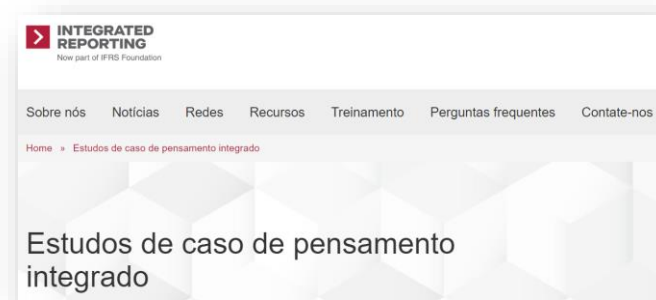 INTEGRATED
REPORTING
Now part of IFRS Foundation
Sobre nós Notícias Redes Recursos Treinamento Perguntas frequentes Contate-nos
Home » Estudos de caso de pensamento integrado
Estudos de caso de pensamento
integrado